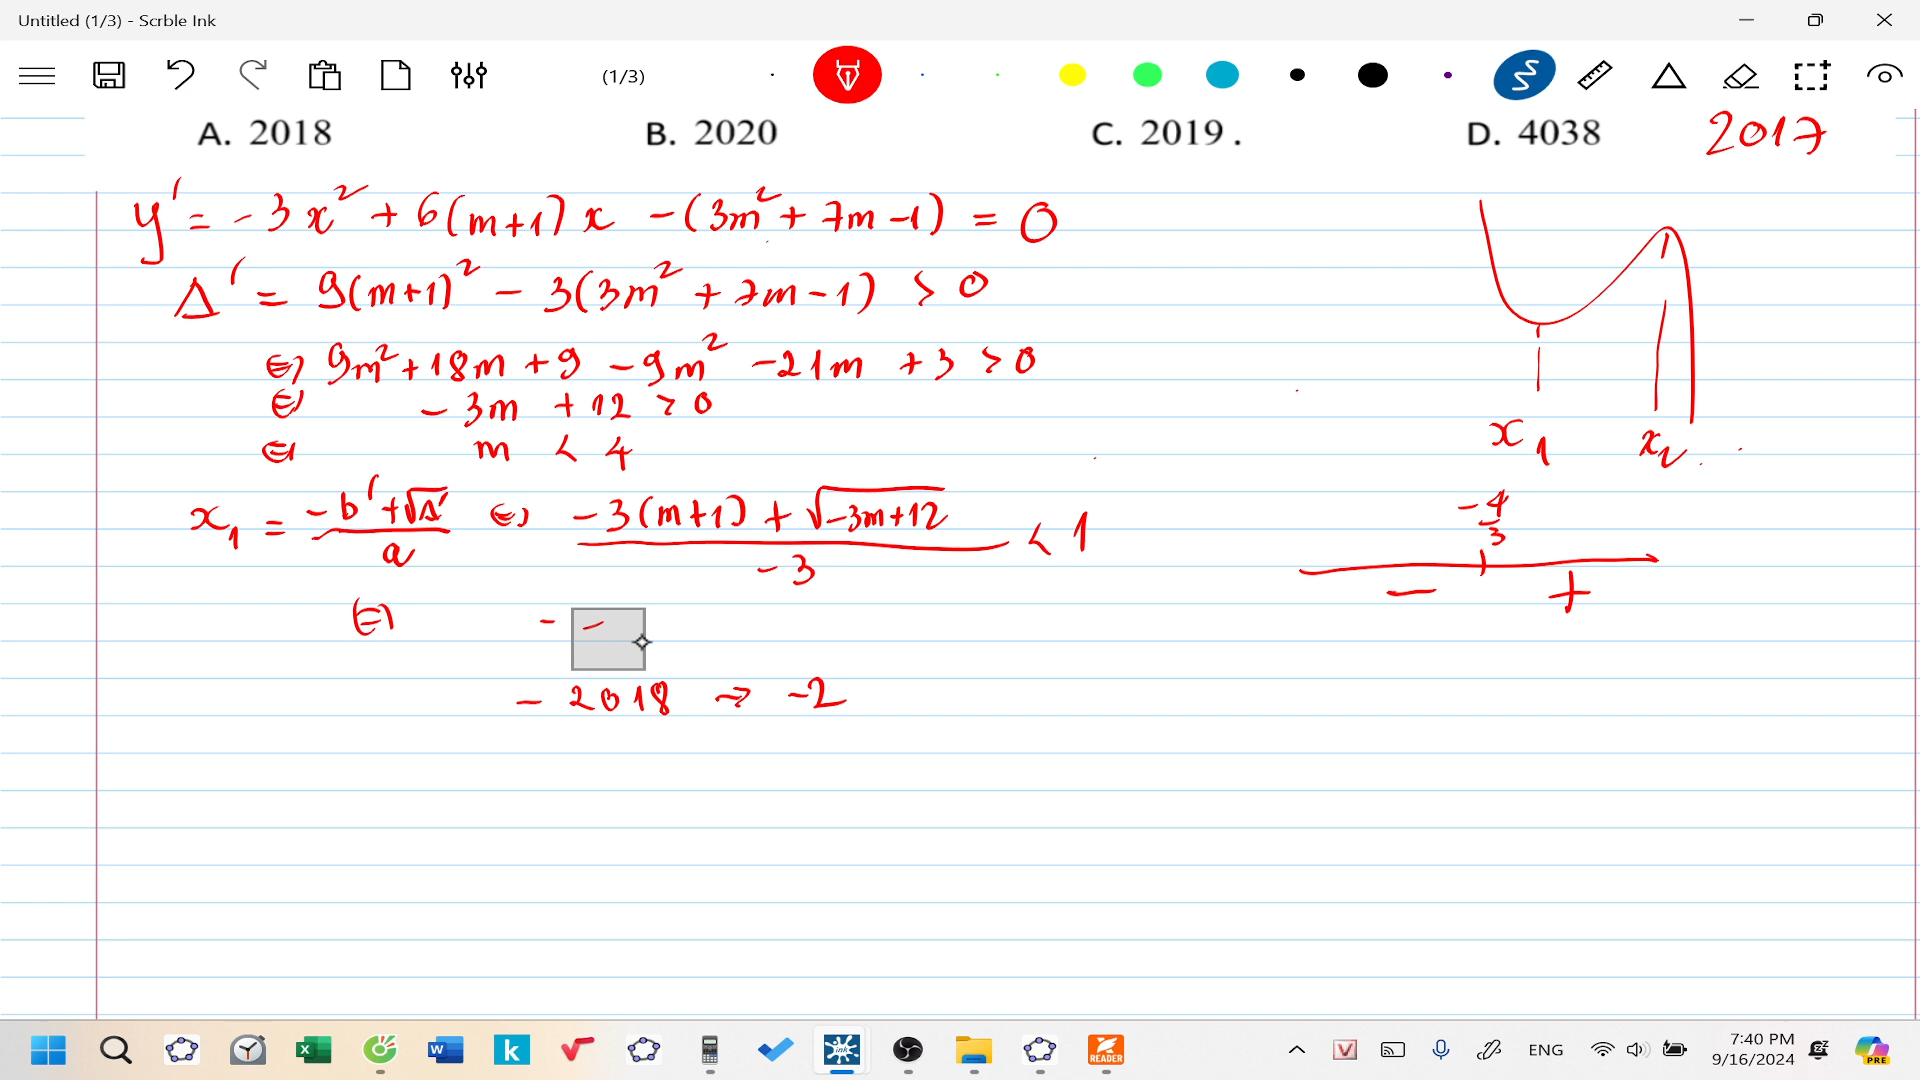 Untitled (1/3) - Scrble Ink
(1/3)
A. 2018 B. 2020 C. 2019 . D. 4038 2017
y' = -3x² + 6(m+1)x - (3m² + 7m - 1) = 0
Δ' = 9(m+1)² - 3(3m² + 7m - 1) > 0
⇔ 9m² + 18m + 9 - 9m² - 21m + 3 > 0
⇔ - 3m + 12 > 0
⇔ m < 4
x₁ x₂
x₁ = (-b' + √Δ')/a ⇔ (-3(m+1) + √(-3m+12))/-3 < 1
-4/3
- +
⇔ - -
- 2018 → -2
k
W
X
ink
READER
V
ENG
7:40 PM
9/16/2024
PRE